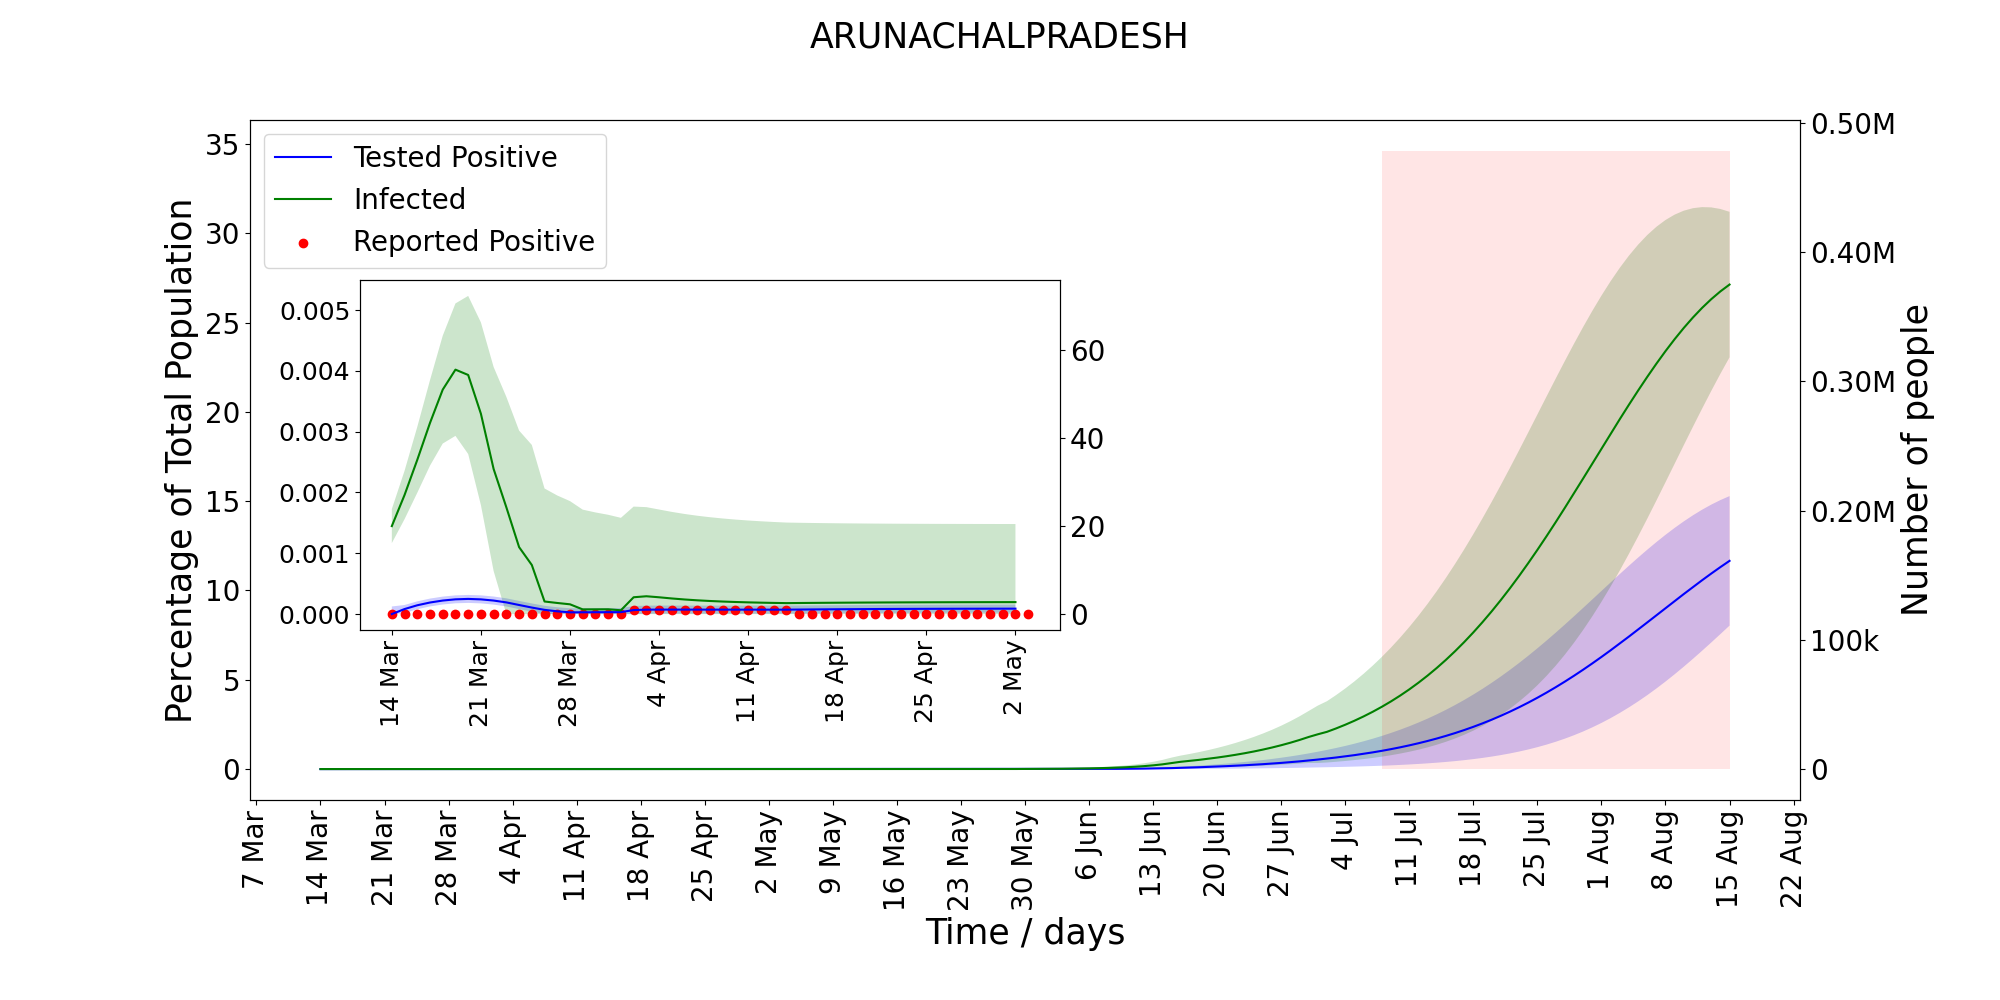 ARUNACHALPRADESH
Tested Positive
Infected
Reported Positive
Percentage of Total Population
35
30
25
20
15
10
5
0
0.50M
0.40M
0.30M
0.20M
100k
0
Number of people
0.005
0.004
0.003
0.002
0.001
0.000
60
40
20
0
14 Mar
21 Mar
28 Mar
4 Apr
11 Apr
18 Apr
25 Apr
2 May
7 Mar
14 Mar
21 Mar
28 Mar
4 Apr
11 Apr
18 Apr
25 Apr
2 May
9 May
16 May
23 May
30 May
6 Jun
13 Jun
20 Jun
27 Jun
4 Jul
11 Jul
18 Jul
25 Jul
1 Aug
8 Aug
15 Aug
22 Aug
Time / days